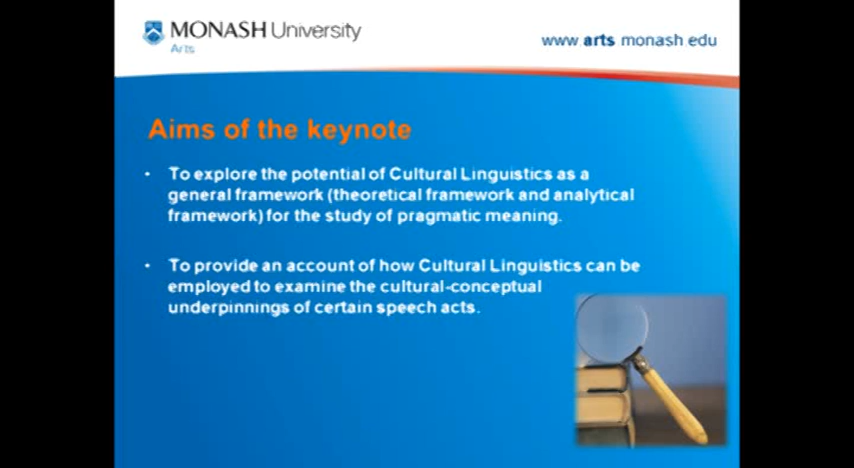 MONASH University
Arts
www arts monash edu
Aims of the keynote
• To explore the potential of Cultural Linguistics as a
general framework (theoretical framework and analytical
framework) for the study of pragmatic meaning.
• To provide an account of how Cultural Linguistics can be
employed to examine the cultural-conceptual
underpinnings of certain speech acts.